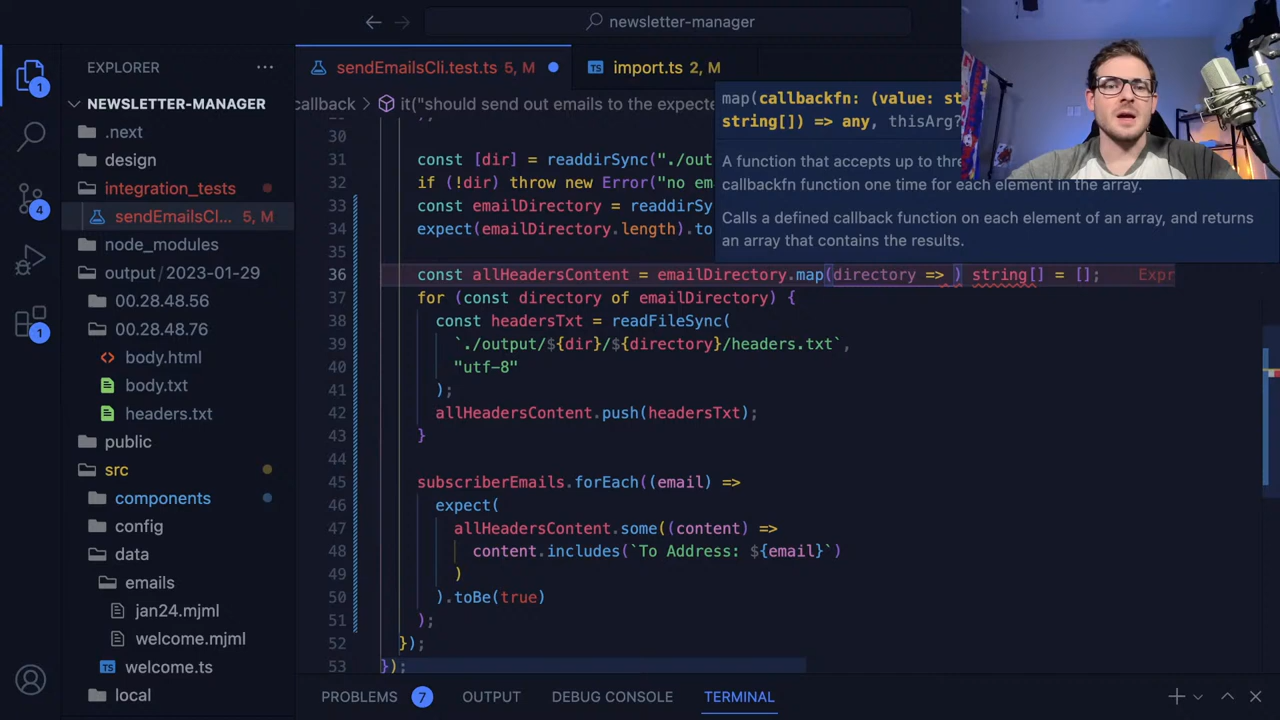 newsletter-manager
EXPLORER
sendEmailsCli.test.ts 5, M
TS import.ts 2, M
NEWSLETTER-MANAGER
callback > it("should send out emails to the expecte
.next
design
integration_tests
sendEmailsCl... 5, M
node_modules
output/2023-01-29
00.28.48.56
00.28.48.76
body.html
body.txt
headers.txt
public
src
components
config
data
emails
jan24.mjml
welcome.mjml
TS welcome.ts
local
1
4
1
map(callbackfn: (value: st
string[]) => any, thisArg?
A function that accepts up to thre
callbackfn function one time for each element in the array.
Calls a defined callback function on each element of an array, and returns
an array that contains the results.
30
31 const [dir] = readdirSync("./out
32 if (!dir) throw new Error("no em
33 const emailDirectory = readdirSy
34 expect(emailDirectory.length).to
35
36 const allHeadersContent = emailDirectory.map(directory => ) string[] = []; Expr
37 for (const directory of emailDirectory) {
38 const headersTxt = readFileSync(
39 `./output/${dir}/${directory}/headers.txt`,
40 "utf-8"
41 );
42 allHeadersContent.push(headersTxt);
43 }
44
45 subscriberEmails.forEach((email) =>
46 expect(
47 allHeadersContent.some((content) =>
48 content.includes(`To Address: ${email}`)
49 )
50 ).toBe(true)
51 );
52 });
53 });
PROBLEMS 7 OUTPUT DEBUG CONSOLE TERMINAL